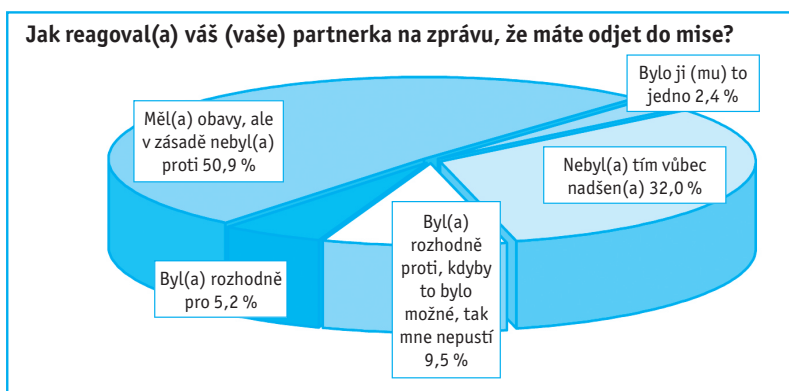 Jak reagoval(a) váš (vaše) partnerka na zprávu, že máte odjet do mise?
Bylo ji (mu) to
jedno 2,4 %
Měl(a) obavy, ale
v zásadě nebyl(a)
proti 50,9 %
Nebyl(a) tím vůbec
nadšen(a) 32,0 %
Byl(a)
rozhodně
proti, kdyby
to bylo
možné, tak
mne nepustí
9,5 %
Byl(a) rozhodně
pro 5,2 %